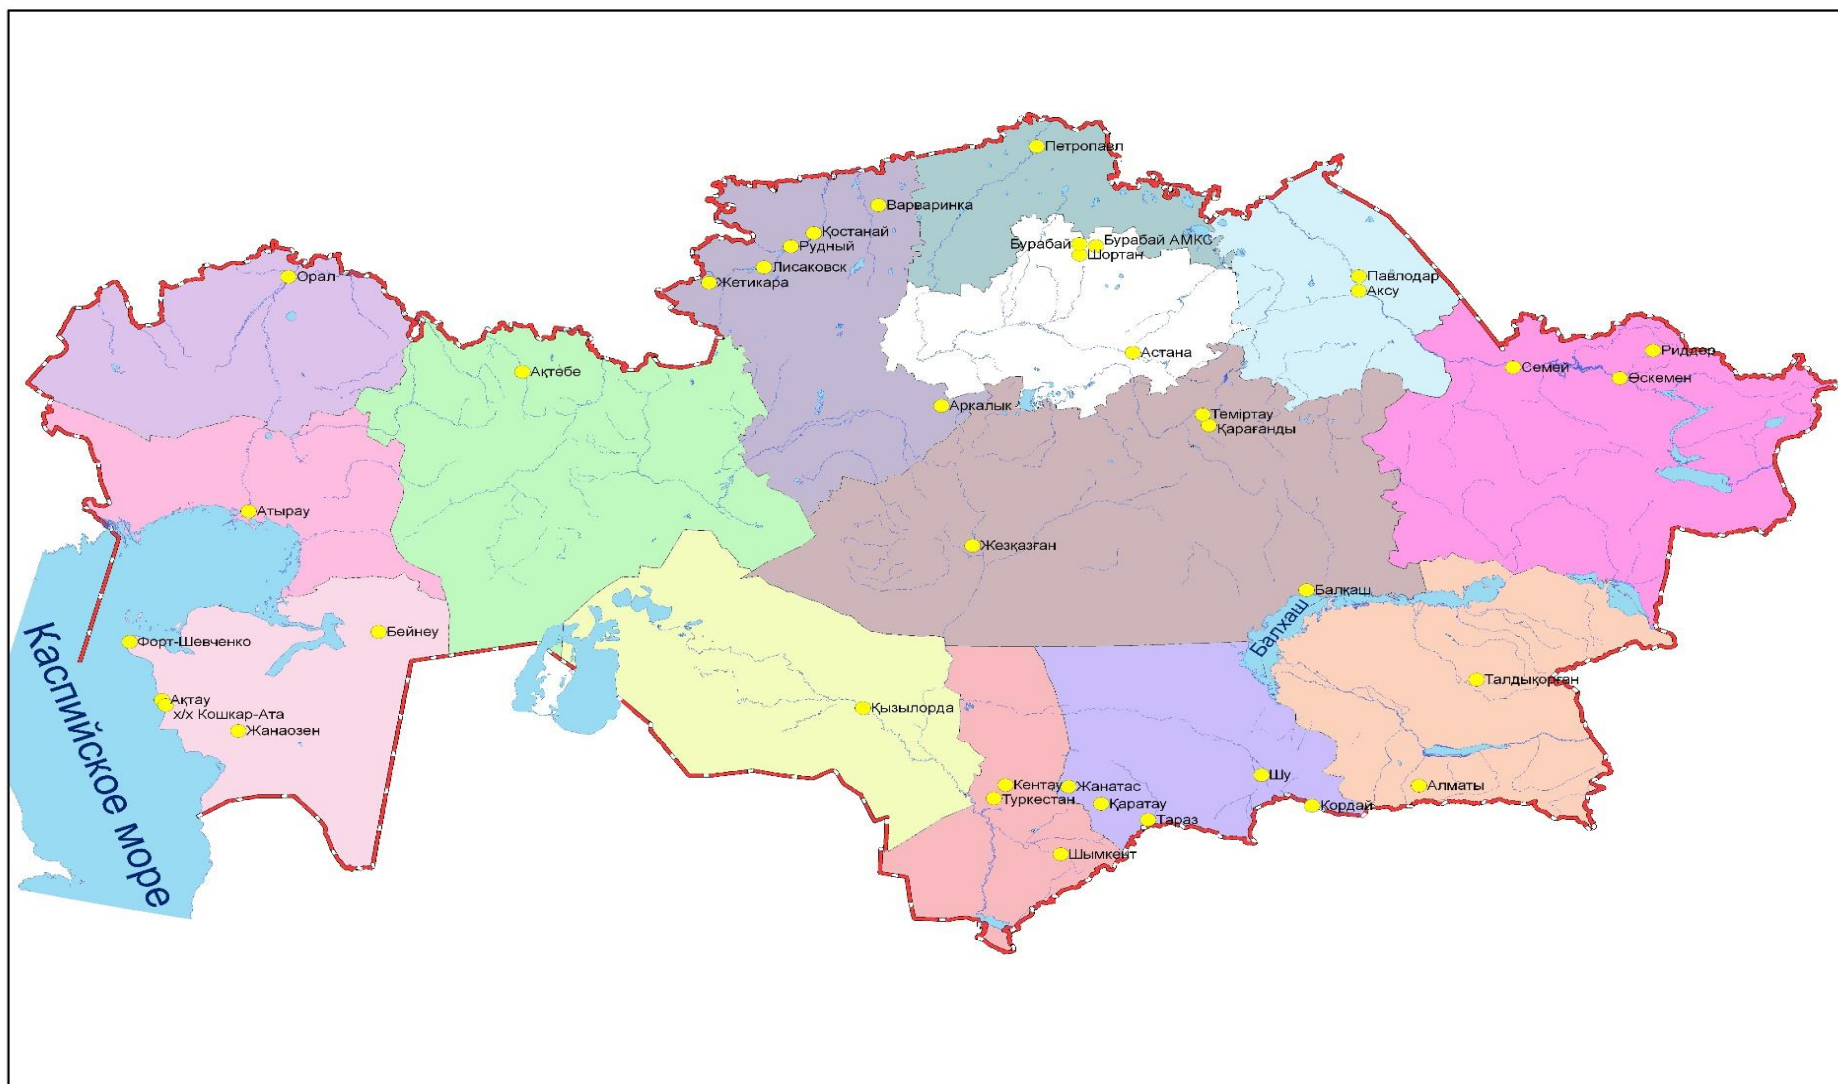 Петропавл
Варваринка
Қостанай
Рудный
Бурабай
Бурабай АМКС
Шортан
Лисаковск
Жетикара
Орал
Павлодар
Аксу
Астана
Риддер
Семей
Өскемен
Ақтөбе
Аркалык
Теміртау
Қарағанды
Атырау
Жезқазған
Балқаш
Балхаш
Бейнеу
Форт-Шевченко
Каспийское море
Талдықорған
Ақтау
х/х Кошкар-Ата
Қызылорда
Жанаозен
Шу
Кентау
Жанатас
Алматы
Туркестан
Қаратау
Қордай
Тараз
Шымкент